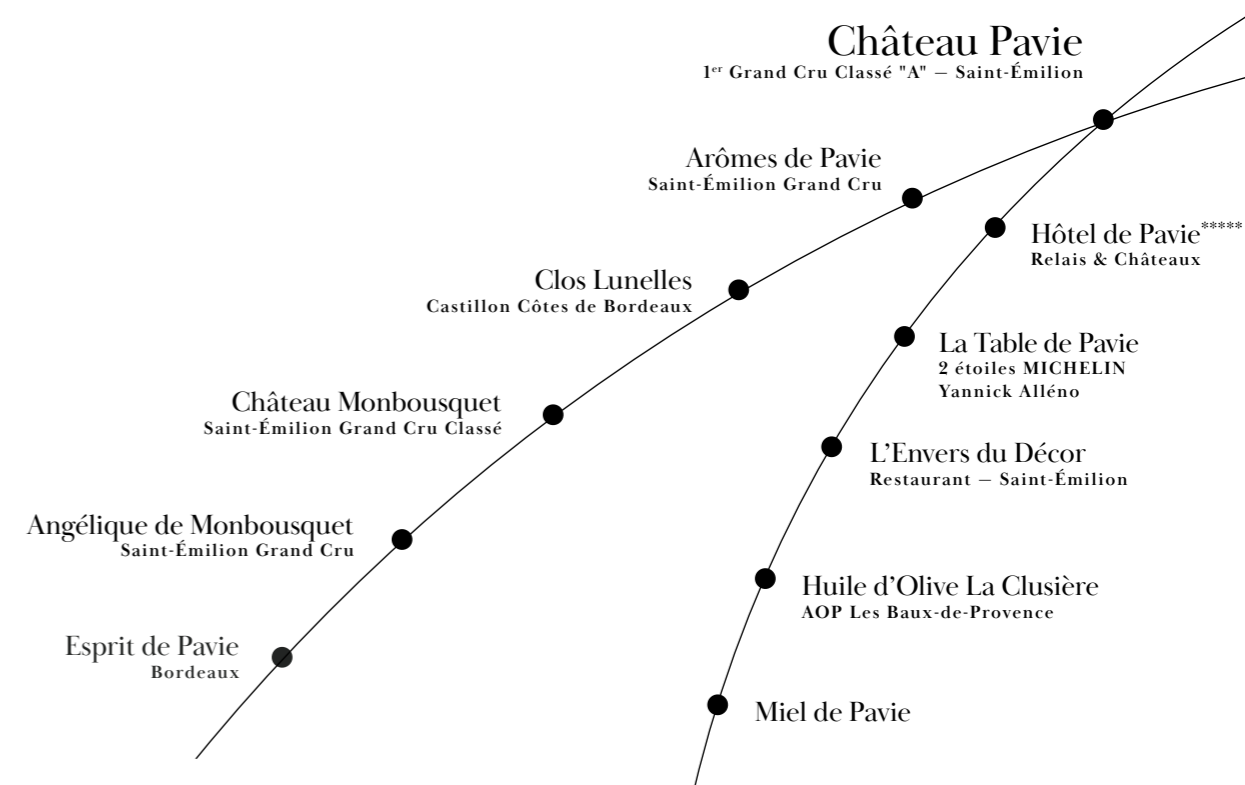 Château Pavie
1er Grand Cru Classé "A" – Saint-Émilion
Arômes de Pavie
Saint-Émilion Grand Cru
Hôtel de Pavie*****
Relais & Châteaux
Clos Lunelles
Castillon Côtes de Bordeaux
La Table de Pavie
2 étoiles MICHELIN
Yannick Alléno
Château Monbousquet
Saint-Émilion Grand Cru Classé
L’Envers du Décor
Restaurant – Saint-Émilion
Angélique de Monbousquet
Saint-Émilion Grand Cru
Huile d’Olive La Clusière
AOP Les Baux-de-Provence
Esprit de Pavie
Bordeaux
Miel de Pavie